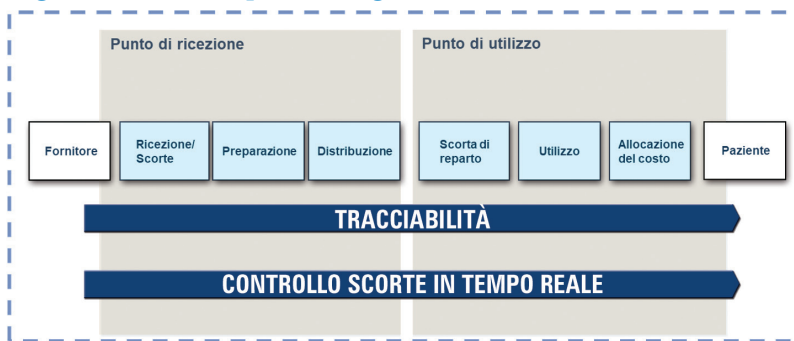 Punto di ricezione
Punto di utilizzo
Fornitore
Ricezione/
Scorte
Preparazione
Distribuzione
Scorta di
reparto
Utilizzo
Allocazione
del costo
Paziente
TRACCIABILITÀ
CONTROLLO SCORTE IN TEMPO REALE